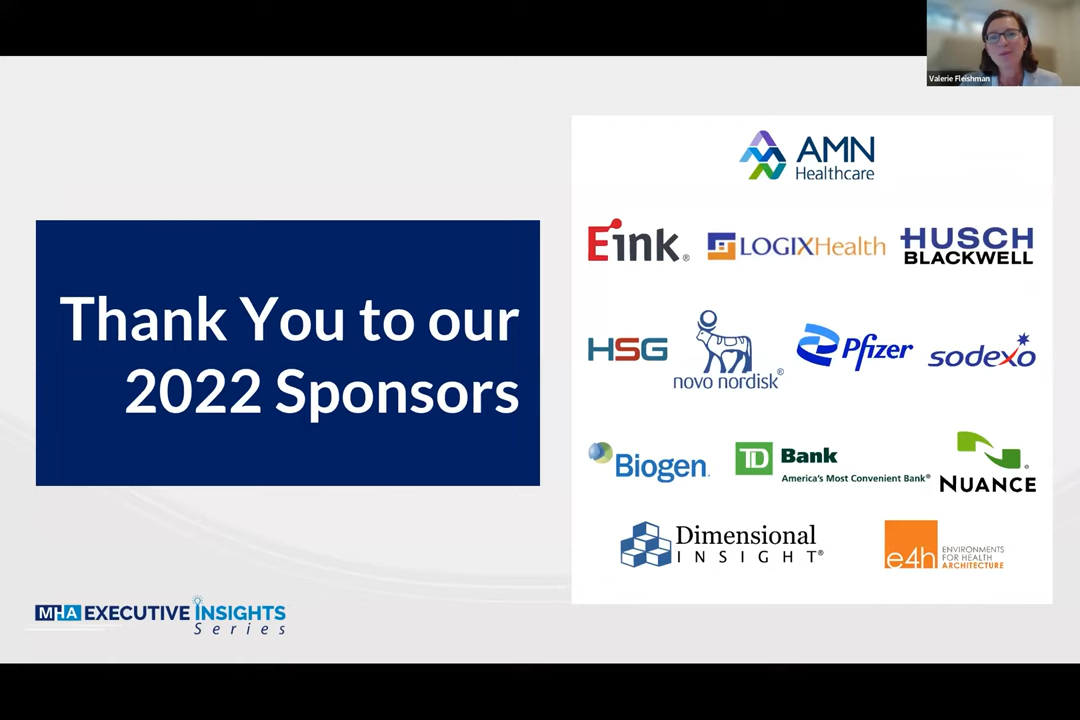 Valerie Fleishman
AMN
Healthcare
Eink®
LOGIXHealth
HUSCH
BLACKWELL
Thank You to our
2022 Sponsors
HSG
novo nordisk®
Pfizer
sodexo
Biogen
TD Bank
America's Most Convenient Bank®
NUANCE
Dimensional
INSIGHT®
e4h
ENVIRONMENTS
FOR HEALTH
ARCHITECTURE
MHA EXECUTIVE INSIGHTS
Series